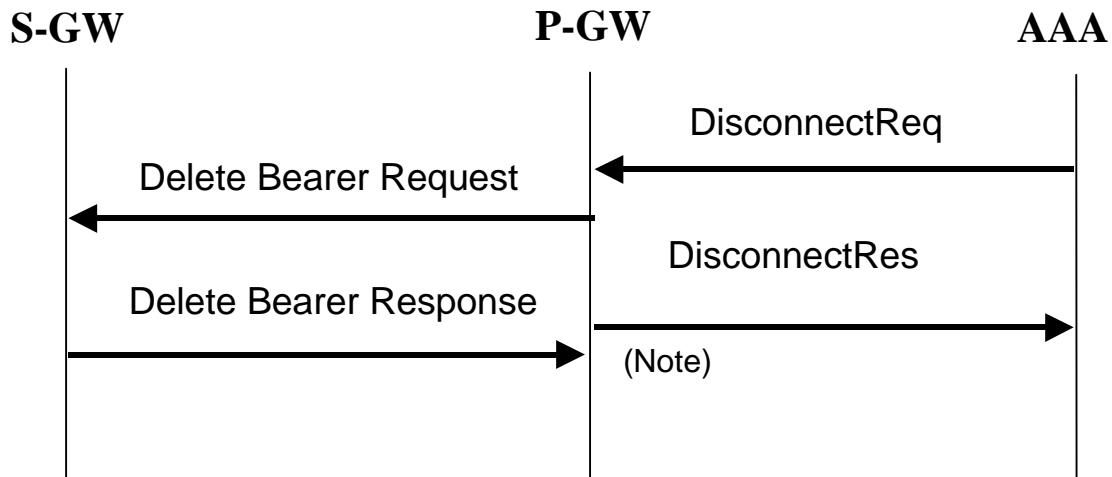 S-GW P-GW AAA
DisconnectReq
Delete Bearer Request
DisconnectRes
Delete Bearer Response
(Note)